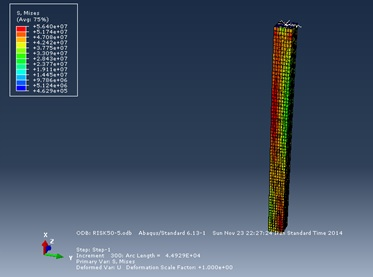 S, Mises
(Avg: 75%)
+5.640e+07
+5.174e+07
+4.708e+07
+4.242e+07
+3.775e+07
+3.309e+07
+2.843e+07
+2.377e+07
+1.911e+07
+1.445e+07
+9.786e+06
+5.124e+06
+4.629e+05
ODB: RISK50-5.odb Abaqus/Standard 6.13-1 Sun Nov 23 22:27:24 Standard Time 2014
Step: Step-1
Increment 300: Arc Length = 4.4929E+04
Primary Var: S, Mises
Deformed Var: U Deformation Scale Factor: +1.000e+00
X
Z
Y